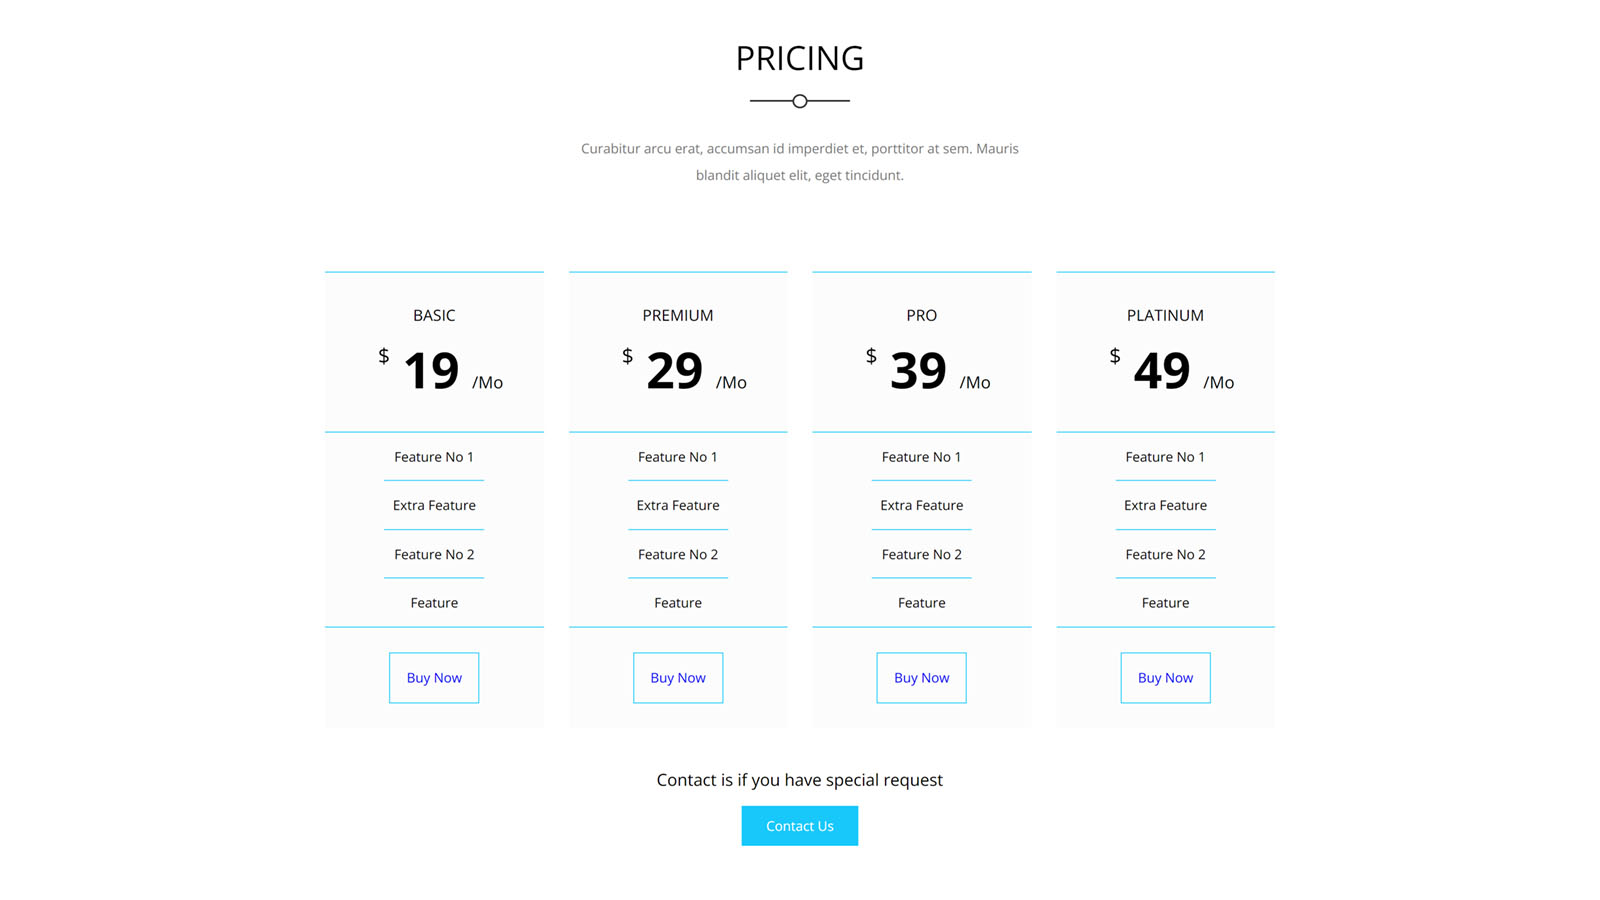 PRICING
Curabitur arcu erat, accumsan id imperdiet et, porttitor at sem. Mauris
blandit aliquet elit, eget tincidunt.
BASIC
$ 19 /Mo
Feature No 1
Extra Feature
Feature No 2
Feature
Buy Now
PREMIUM
$ 29 /Mo
Feature No 1
Extra Feature
Feature No 2
Feature
Buy Now
PRO
$ 39 /Mo
Feature No 1
Extra Feature
Feature No 2
Feature
Buy Now
PLATINUM
$ 49 /Mo
Feature No 1
Extra Feature
Feature No 2
Feature
Buy Now
Contact is if you have special request
Contact Us